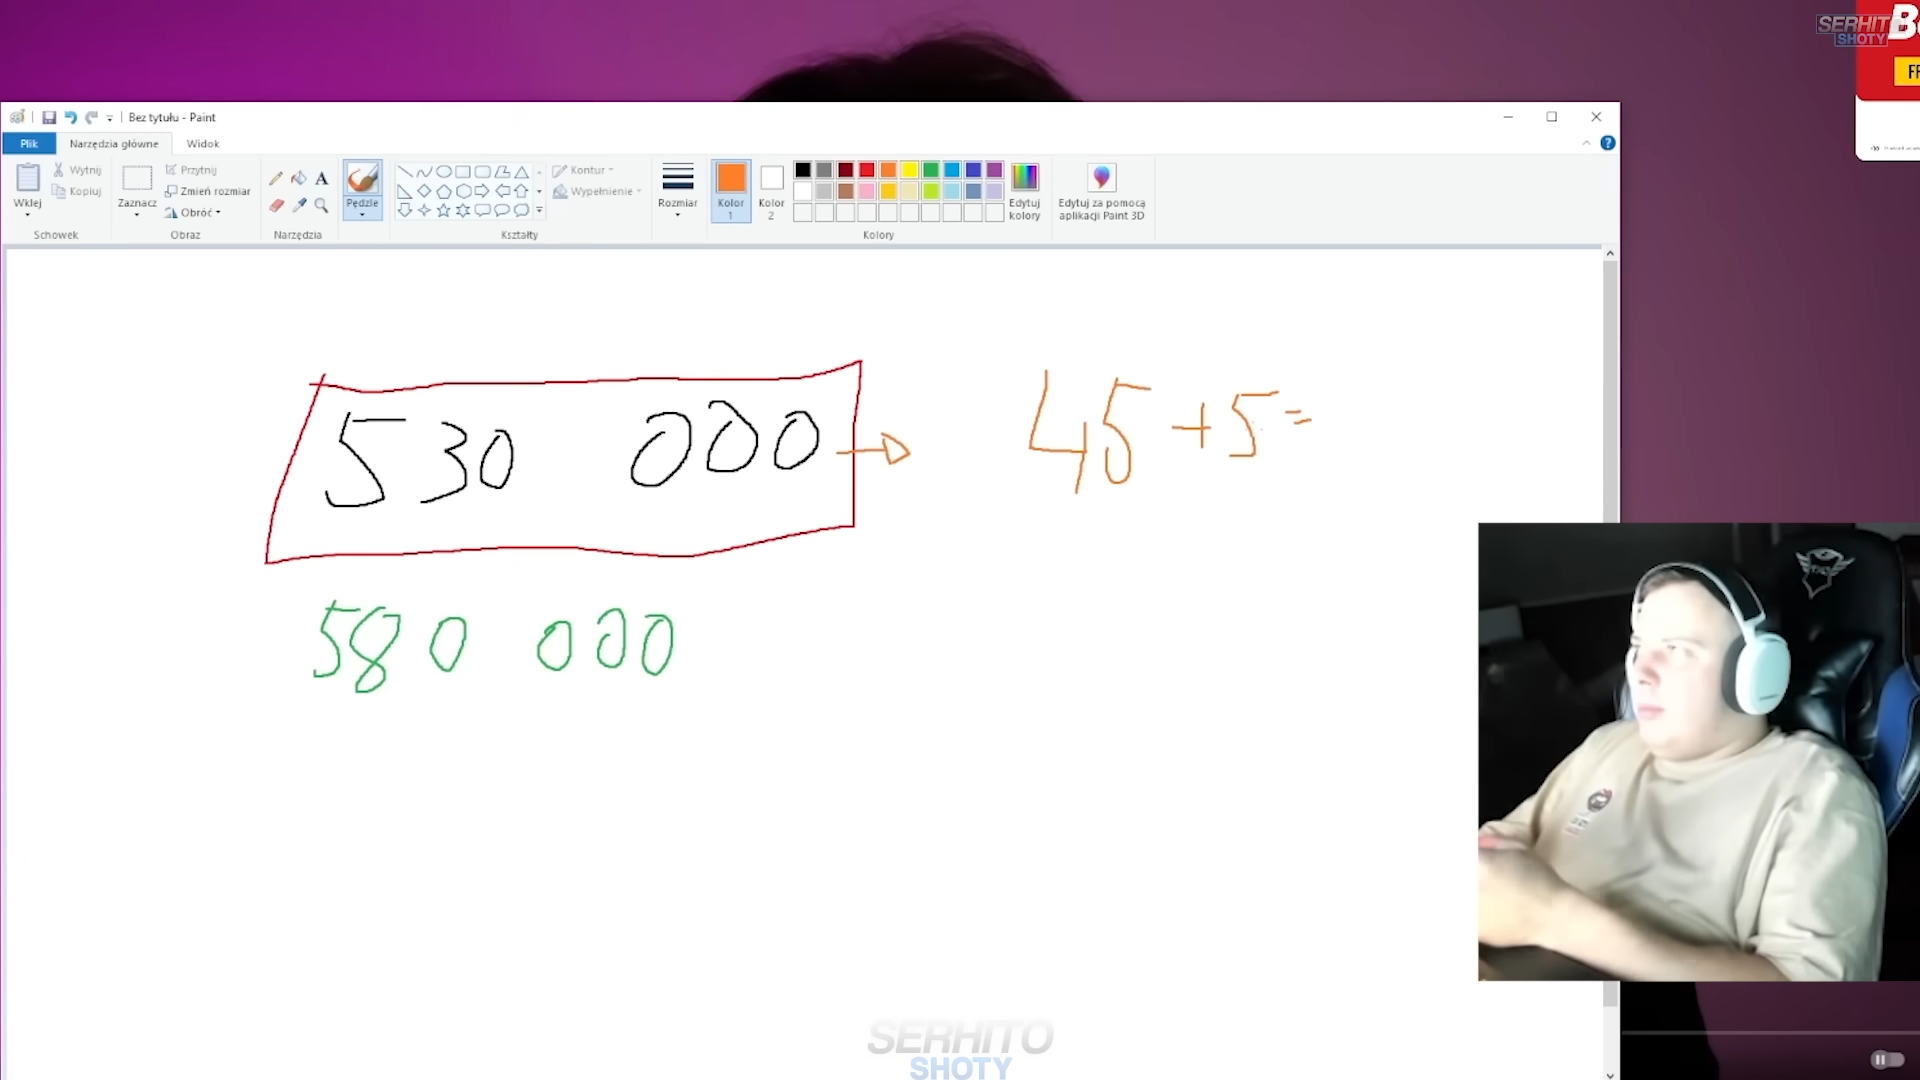 SERHITO
SHOTY
Bez tytułu - Paint
Plik Narzędzia główne Widok
Wklej
Wytnij
Kopiuj
Schowek
Zaznacz
Przytnij
Zmień rozmiar
Obróć
Obraz
Narzędzia
Pędzle
Kształty
Kontur
Wypełnienie
Rozmiar
Kolor
1
Kolor
2
Kolory
Edytuj
kolory
Edytuj za pomocą
aplikacji Paint 3D
530 000
45+5=
580 000
SERHITO
SHOTY